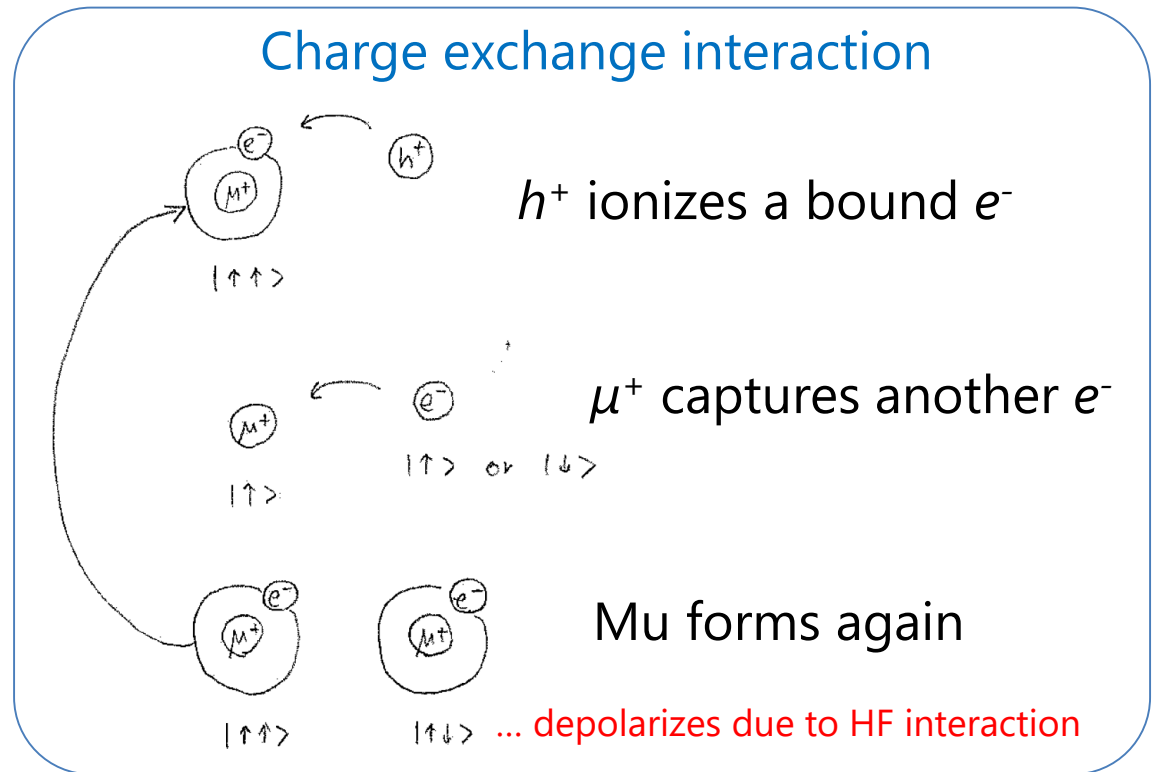 Charge exchange interaction
e⁻
h⁺
μ⁺
h⁺ ionizes a bound e⁻
|↑↑>
e⁻
μ⁺ captures another e⁻
μ⁺
|↑> or |↓>
|↑>
e⁻ e⁻
μ⁺ μ⁺
Mu forms again
|↑↑> |↑↓> ... depolarizes due to HF interaction